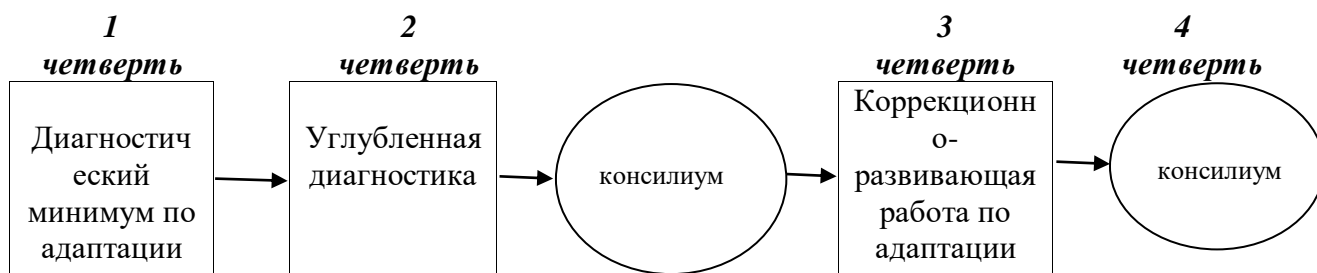 1
четверть
2
четверть
3
четверть
4
четверть
Диагностич
еский
минимум по
адаптации
Углубленная
диагностика
консилиум
Коррекционн
о-
развивающая
работа по
адаптации
консилиум